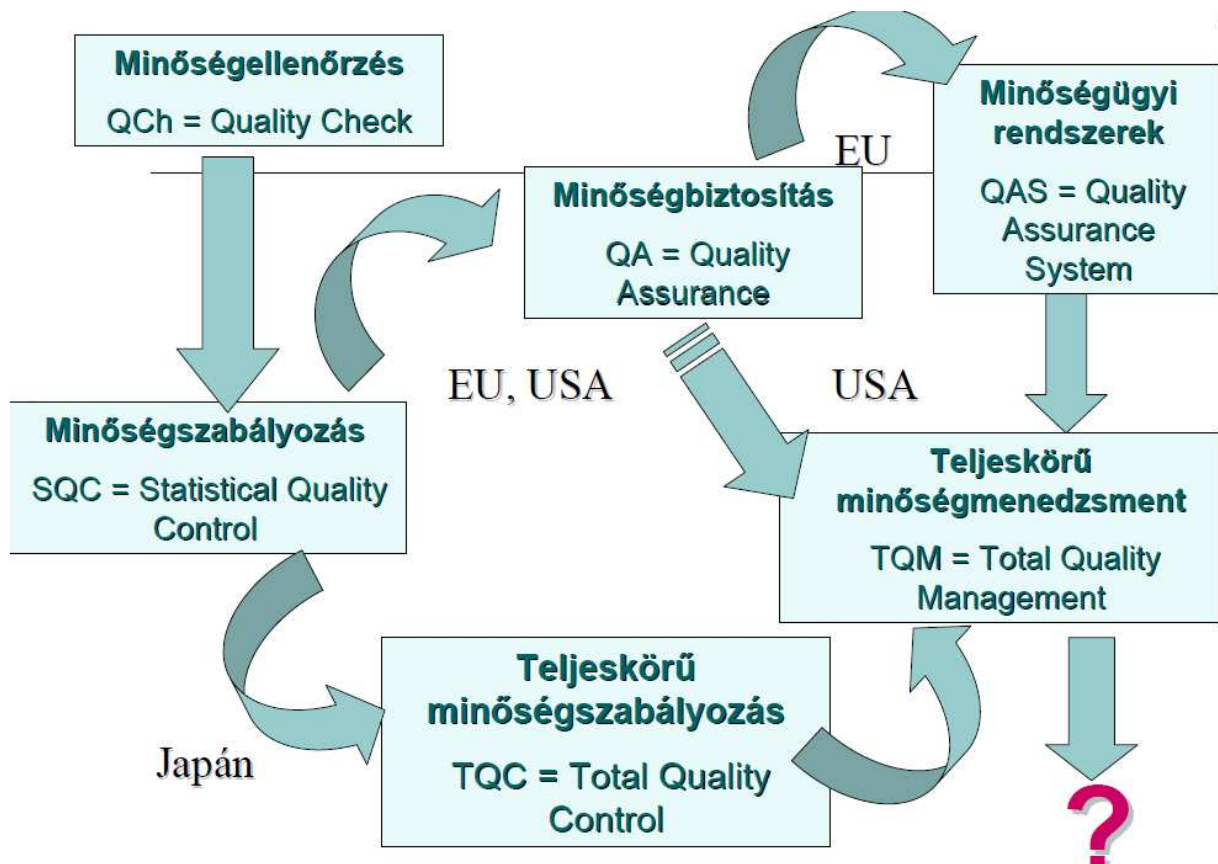 Minőségellenőrzés
QCh = Quality Check
EU
Minőségügyi
rendszerek
QAS = Quality
Assurance
System
Minőségbiztosítás
QA = Quality
Assurance
EU, USA
USA
Minőségszabályozás
SQC = Statistical Quality
Control
Teljeskörű
minőségmenedzsment
TQM = Total Quality
Management
Japán
Teljeskörű
minőségszabályozás
TQC = Total Quality
Control
?